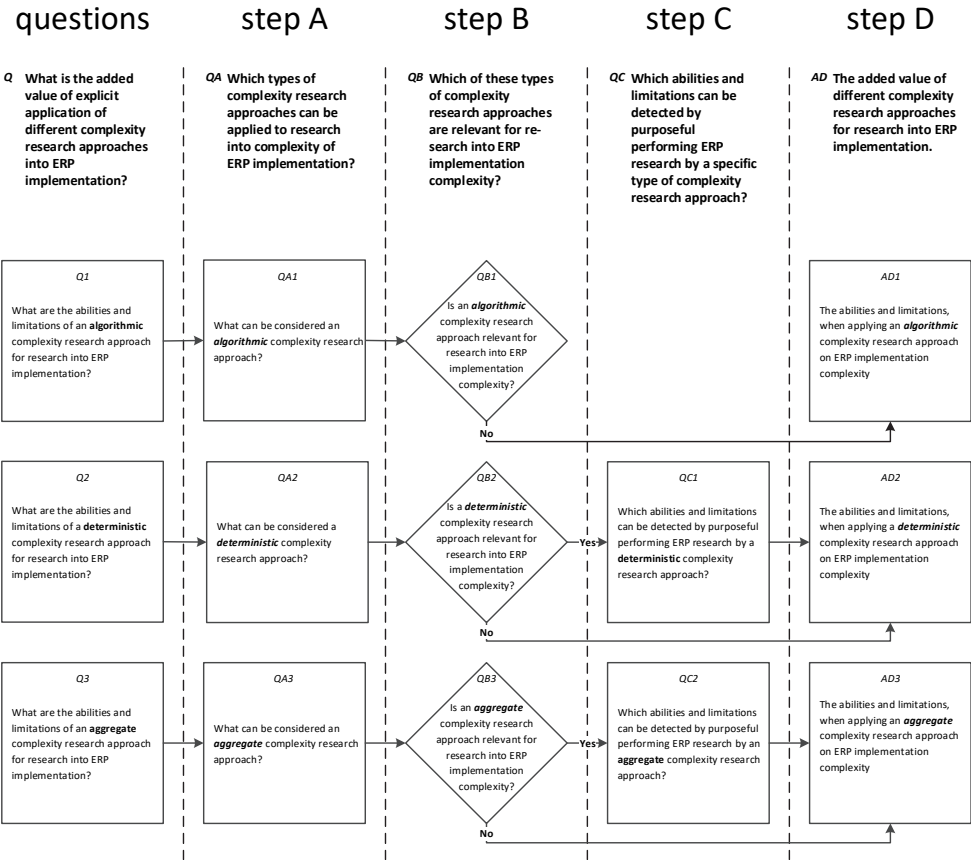 questions
step A
step B
step C
step D
Q What is the added
value of explicit
application of
different complexity
research approaches
into ERP
implementation?
QA Which types of
complexity research
approaches can be
applied to research
into complexity of
ERP implementation?
QB Which of these types
of complexity
research approaches
are relevant for re-
search into ERP
implementation
complexity?
QC Which abilities and
limitations can be
detected by
purposeful
performing ERP
research by a specific
type of complexity
research approach?
AD The added value of
different complexity
research approaches
for research into ERP
implementation.
Q1
What are the abilities and
limitations of an algorithmic
complexity research approach
for research into ERP
implementation?
QA1
What can be considered an
algorithmic complexity research
approach?
QB1
Is an algorithmic
complexity research
approach relevant for
research into ERP
implementation
complexity?
No
AD1
The abilities and limitations,
when applying an algorithmic
complexity research approach
on ERP implementation
complexity
Q2
What are the abilities and
limitations of a deterministic
complexity research approach
for research into ERP
implementation?
QA2
What can be considered a
deterministic complexity
research approach?
QB2
Is a deterministic
complexity research
approach relevant for
research into ERP
implementation
complexity?
Yes
No
QC1
Which abilities and limitations
can be detected by purposeful
performing ERP research by a
deterministic complexity
research approach?
AD2
The abilities and limitations,
when applying a deterministic
complexity research approach
on ERP implementation
complexity
Q3
What are the abilities and
limitations of an aggregate
complexity research approach
for research into ERP
implementation?
QA3
What can be considered an
aggregate complexity research
approach?
QB3
Is an aggregate
complexity research
approach relevant for
research into ERP
implementation
complexity?
Yes
No
QC2
Which abilities and limitations
can be detected by purposeful
performing ERP research by an
aggregate complexity research
approach?
AD3
The abilities and limitations,
when applying an aggregate
complexity research approach
on ERP implementation
complexity